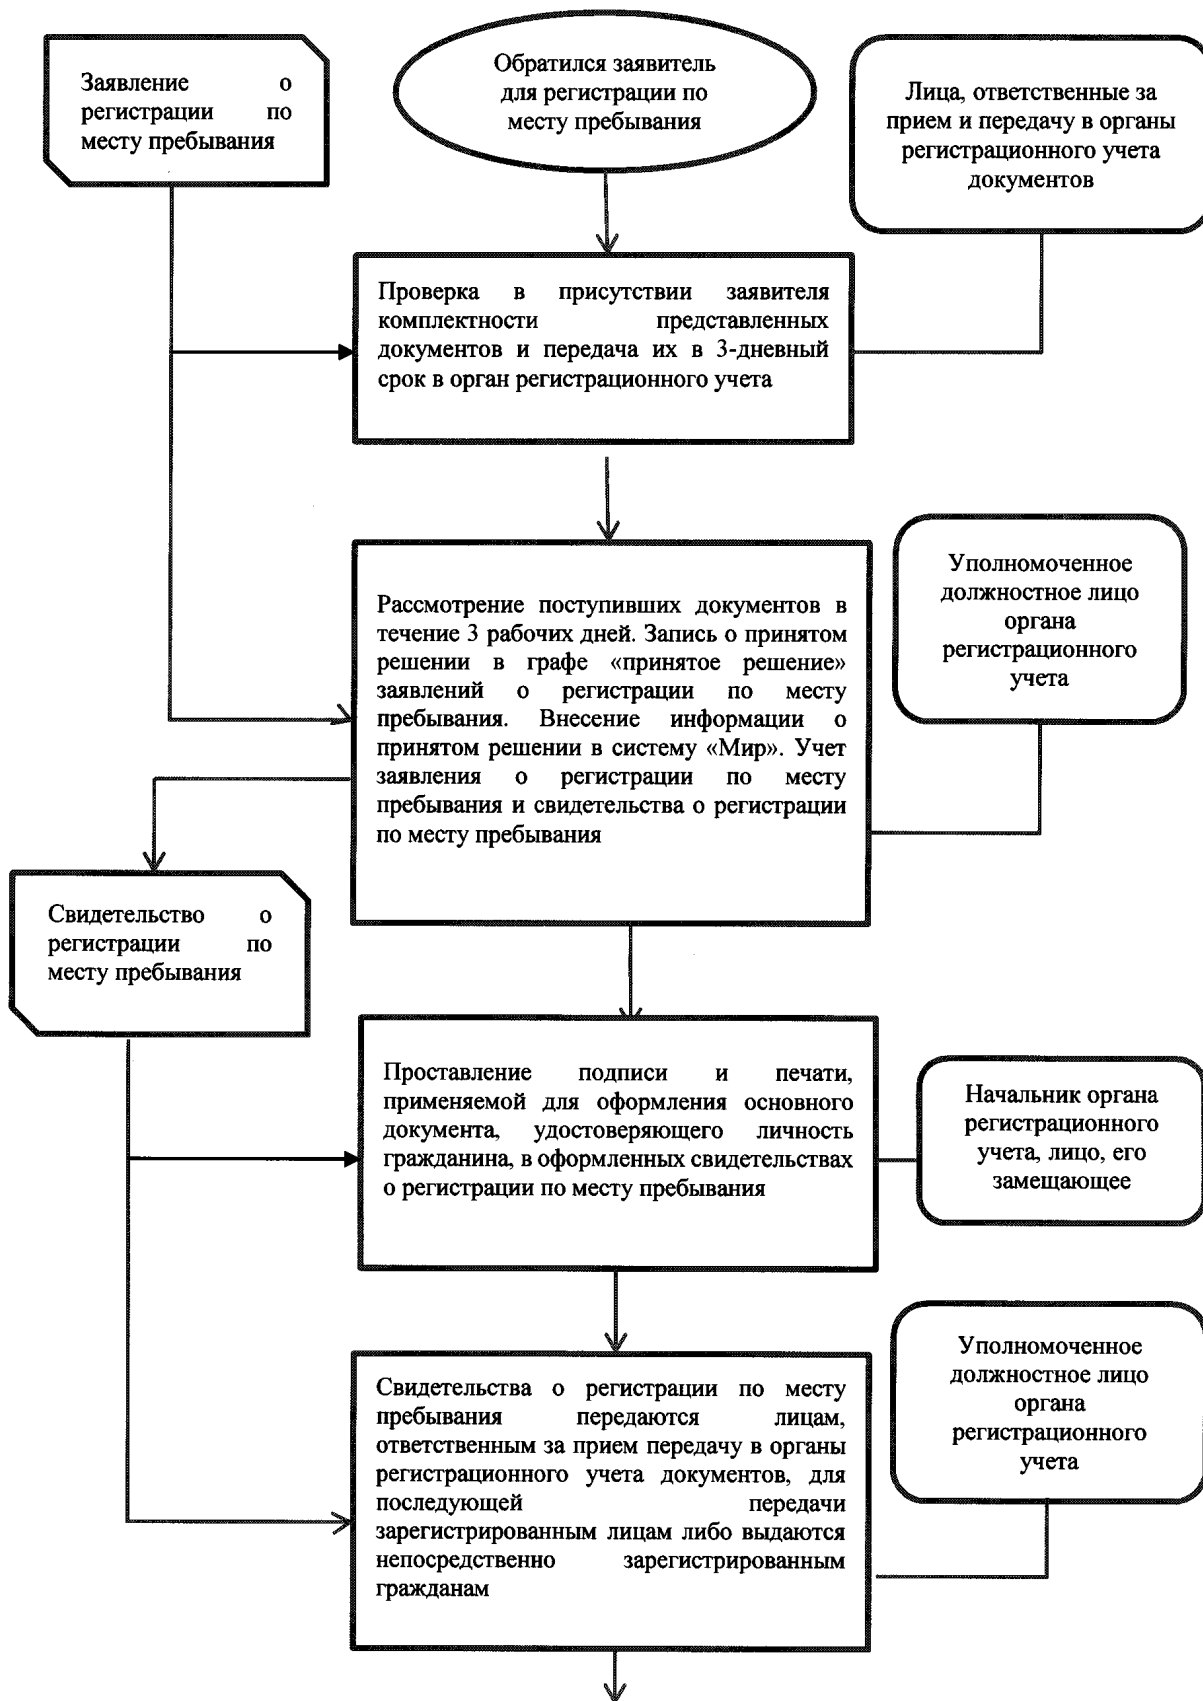 Заявление о
регистрации по
месту пребывания
Обратился заявитель
для регистрации по
месту пребывания
Лица, ответственные за
прием и передачу в органы
регистрационного учета
документов
Проверка в присутствии заявителя
комплектности представленных
документов и передача их в 3-дневный
срок в орган регистрационного учета
Уполномоченное
должностное лицо
органа
регистрационного
учета
Рассмотрение поступивших документов в
течение 3 рабочих дней. Запись о принятом
решении в графе «принятое решение»
заявлений о регистрации по месту
пребывания. Внесение информации о
принятом решении в систему «Мир». Учет
заявления о регистрации по месту
пребывания и свидетельства о регистрации
по месту пребывания
Свидетельство о
регистрации по
месту пребывания
Проставление подписи и печати,
применяемой для оформления основного
документа, удостоверяющего личность
гражданина, в оформленных свидетельствах
о регистрации по месту пребывания
Начальник органа
регистрационного
учета, лицо, его
замещающее
Уполномоченное
должностное лицо
органа
регистрационного
учета
Свидетельства о регистрации по месту
пребывания передаются лицам,
ответственным за прием передачу в органы
регистрационного учета документов, для
последующей передачи
зарегистрированным лицам либо выдаются
непосредственно зарегистрированным
гражданам